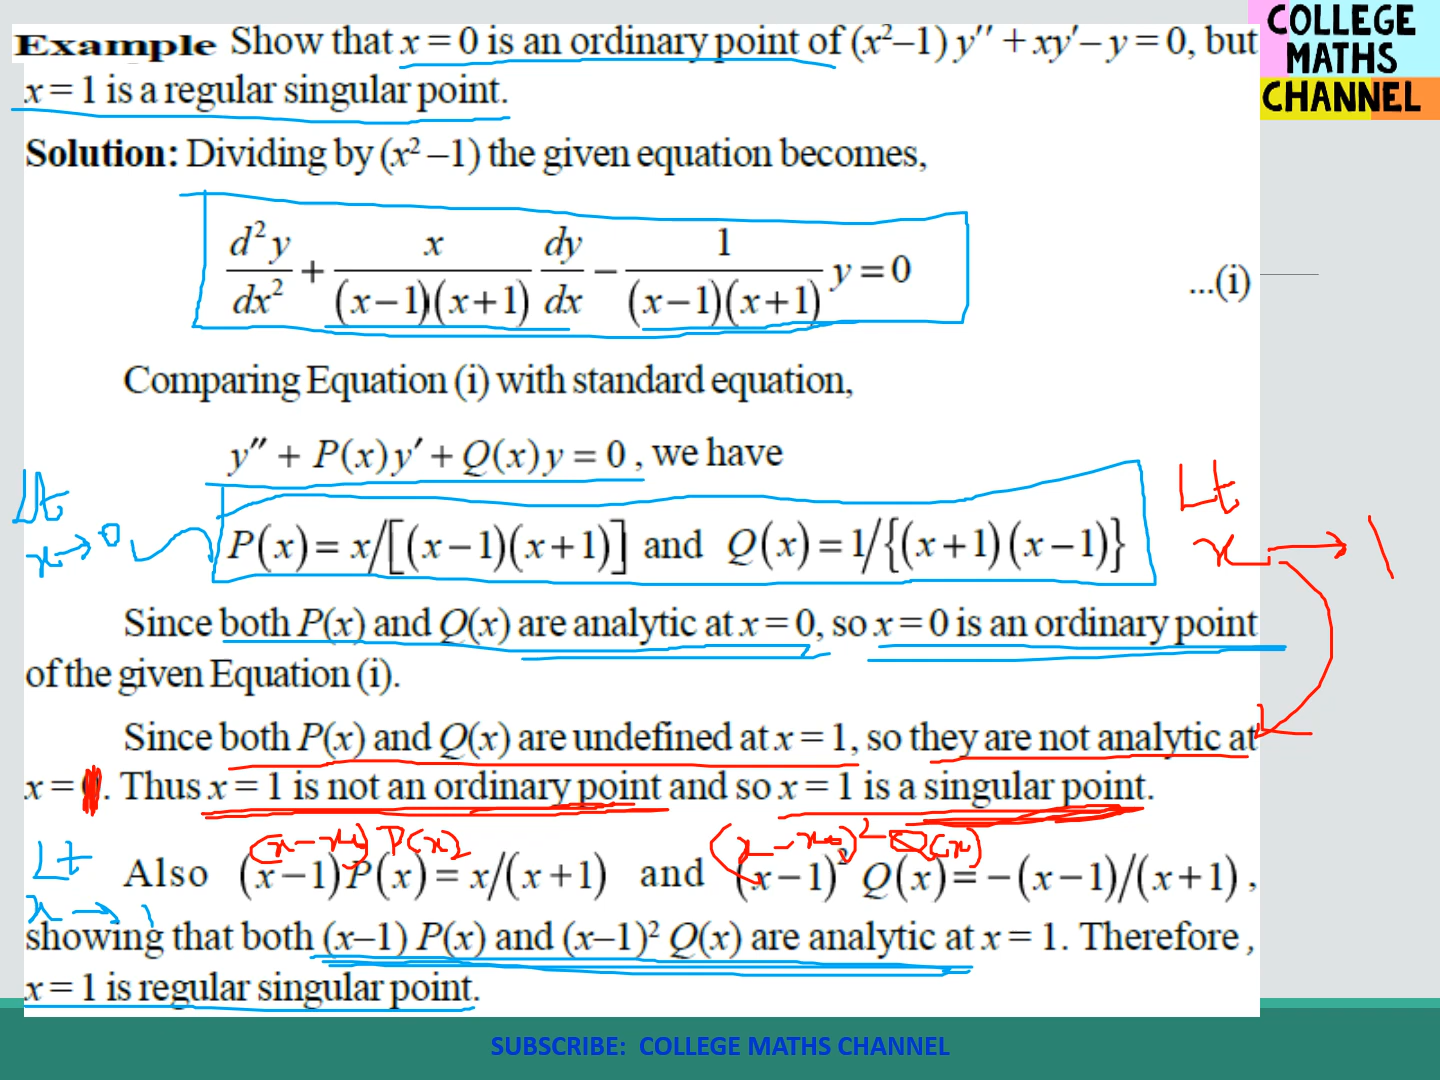 COLLEGE
MATHS
CHANNEL
Example Show that x = 0 is an ordinary point of (x²–1) y″ + xy′ – y = 0, but
x = 1 is a regular singular point.
Solution: Dividing by (x² –1) the given equation becomes,
d²y/dx² + x/((x−1)(x+1)) dy/dx − 1/((x−1)(x+1)) y = 0 ...(i)
Comparing Equation (i) with standard equation,
y″ + P(x)y′ + Q(x)y = 0 , we have
Lt
x→0
P(x) = x/[(x−1)(x+1)] and Q(x) = 1/{(x+1)(x−1)}
Lt
x→1
Since both P(x) and Q(x) are analytic at x = 0, so x = 0 is an ordinary point
of the given Equation (i).
Since both P(x) and Q(x) are undefined at x = 1, so they are not analytic at
x = . Thus x = 1 is not an ordinary point and so x = 1 is a singular point.
(x−x₀) P(x) (x−x₀)² Q(x)
Lt
x→1
Also (x−1)P(x) = x/(x+1) and (x−1)² Q(x) = −(x−1)/(x+1) ,
showing that both (x–1) P(x) and (x–1)² Q(x) are analytic at x = 1. Therefore ,
x = 1 is regular singular point.
SUBSCRIBE: COLLEGE MATHS CHANNEL